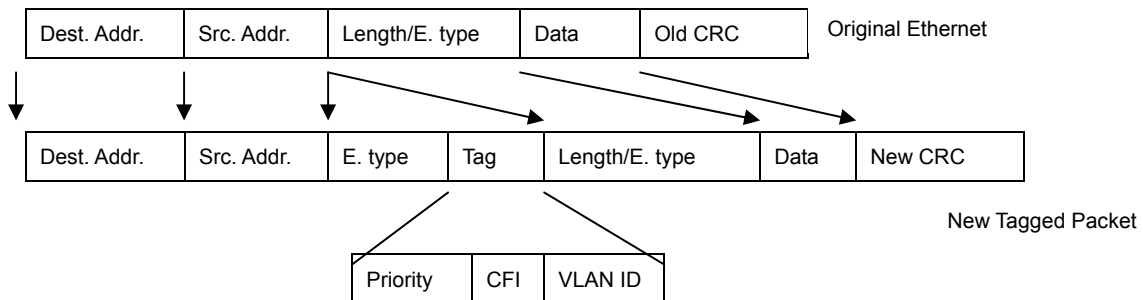 Dest. Addr. Src. Addr. Length/E. type Data Old CRC Original Ethernet
Dest. Addr. Src. Addr. E. type Tag Length/E. type Data New CRC
New Tagged Packet
Priority CFI VLAN ID